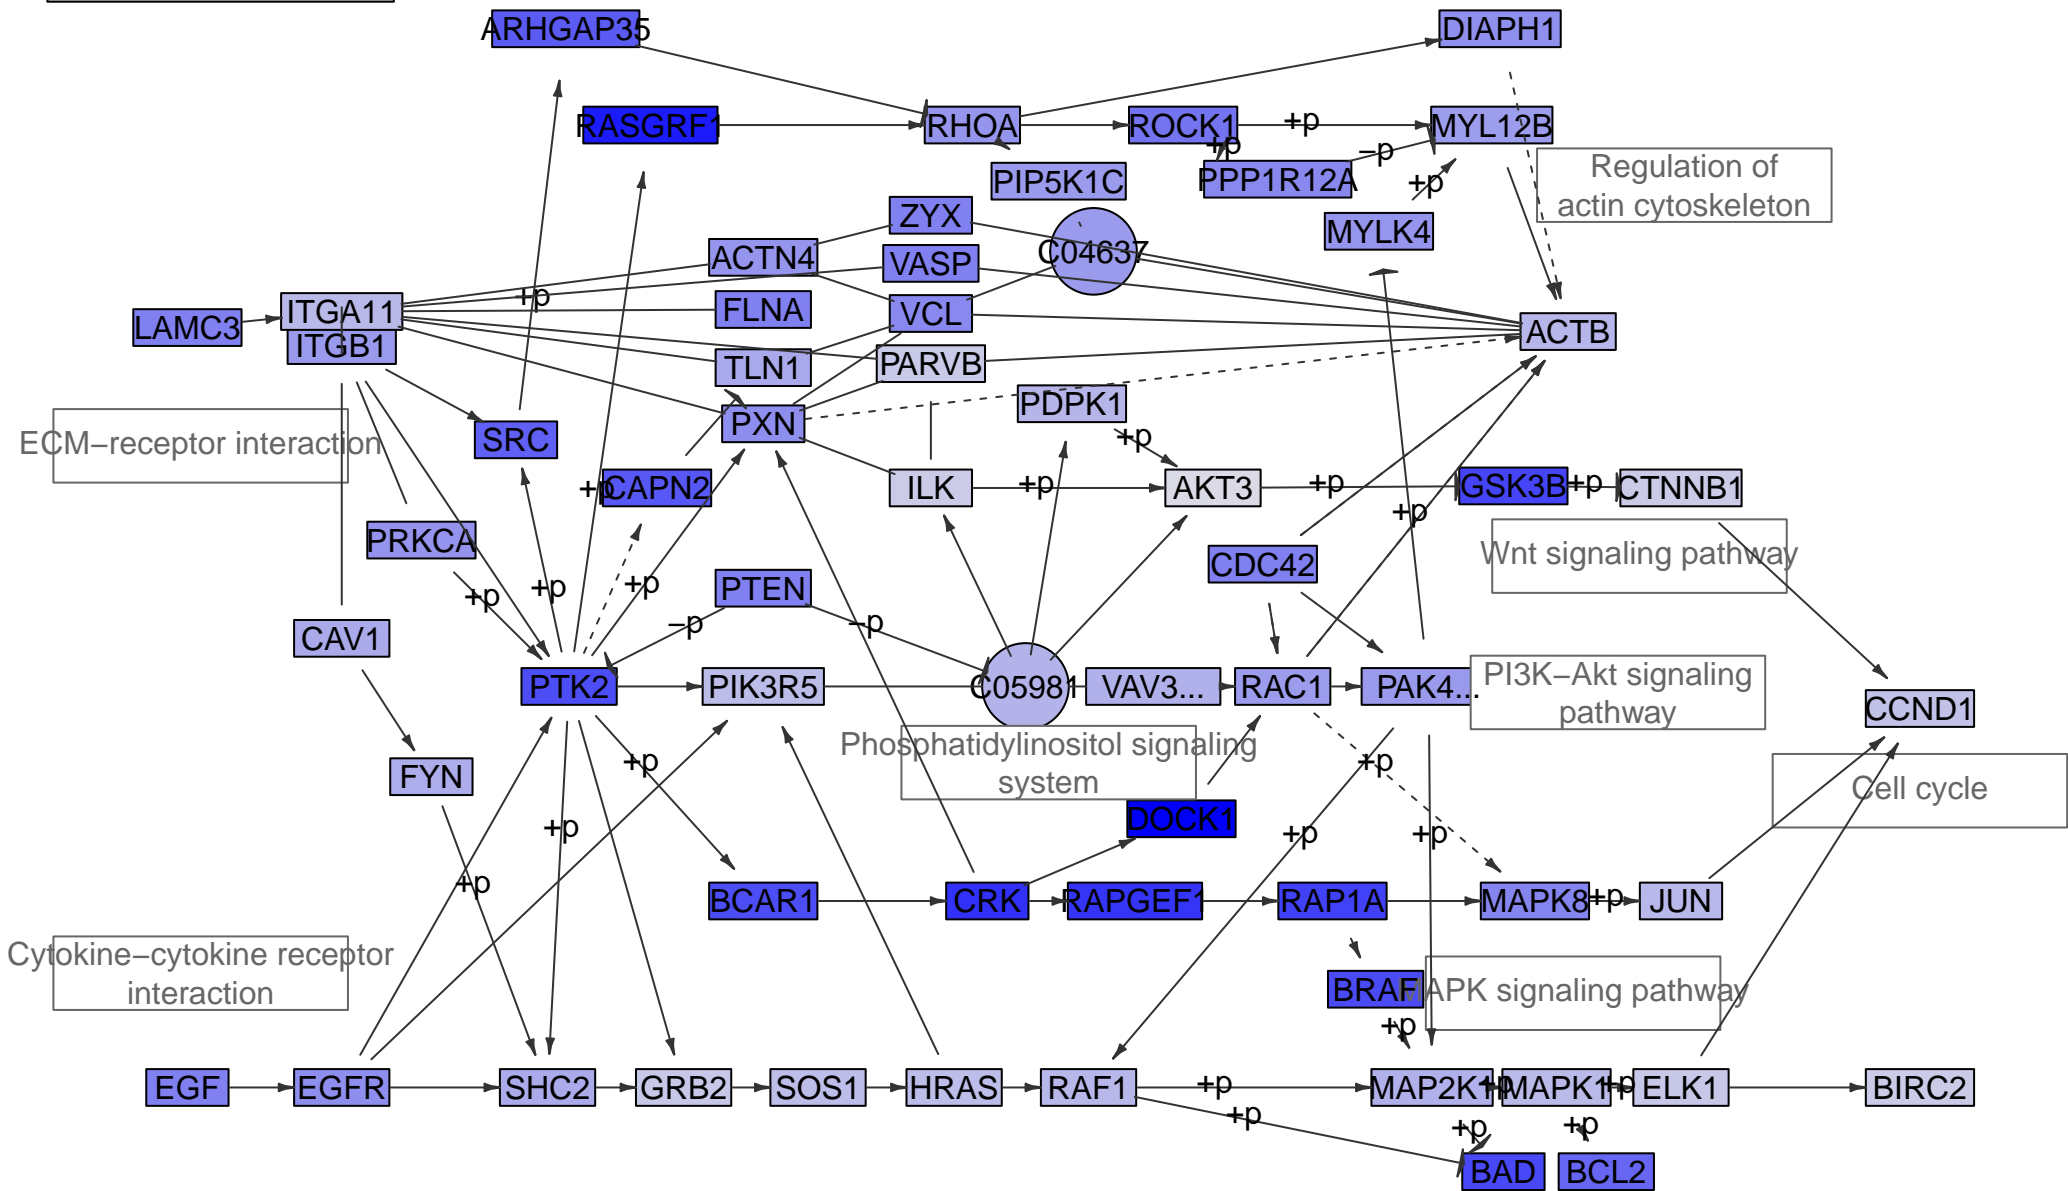 ARHGAP35
DIAPH1
RASGRF1
RHOA
ROCK1
+p
MYL12B
+p
−p
PIP5K1C
PPP1R12A
+p
Regulation of
actin cytoskeleton
ZYX
MYLK4
ACTN4
VASP
C04637
+p
ITGA11
FLNA
VCL
LAMC3
ITGB1
ACTB
TLN1
PARVB
PDPK1
PXN
+p
ECM−receptor interaction
SRC
+p
CAPN2
ILK
+p
AKT3
+p
GSK3B
+p
CTNNB1
+p
PRKCA
CDC42
Wnt signaling pathway
+p
+p
+p
PTEN
−p
−p
CAV1
PTK2
PIK3R5
C05981
VAV3...
RAC1
PAK4...
PI3K−Akt signaling
pathway
CCND1
Phosphatidylinositol signaling
system
+p
+p
FYN
Cell cycle
DOCK1
+p
+p
+p
+p
BCAR1
CRK
RAPGEF1
RAP1A
MAPK8
+p
JUN
Cytokine−cytokine receptor
interaction
BRAF
MAPK signaling pathway
+p
EGF
EGFR
SHC2
GRB2
SOS1
HRAS
RAF1
+p
MAP2K1
+p
MAPK1
+p
ELK1
BIRC2
+p
+p
+p
BAD
BCL2